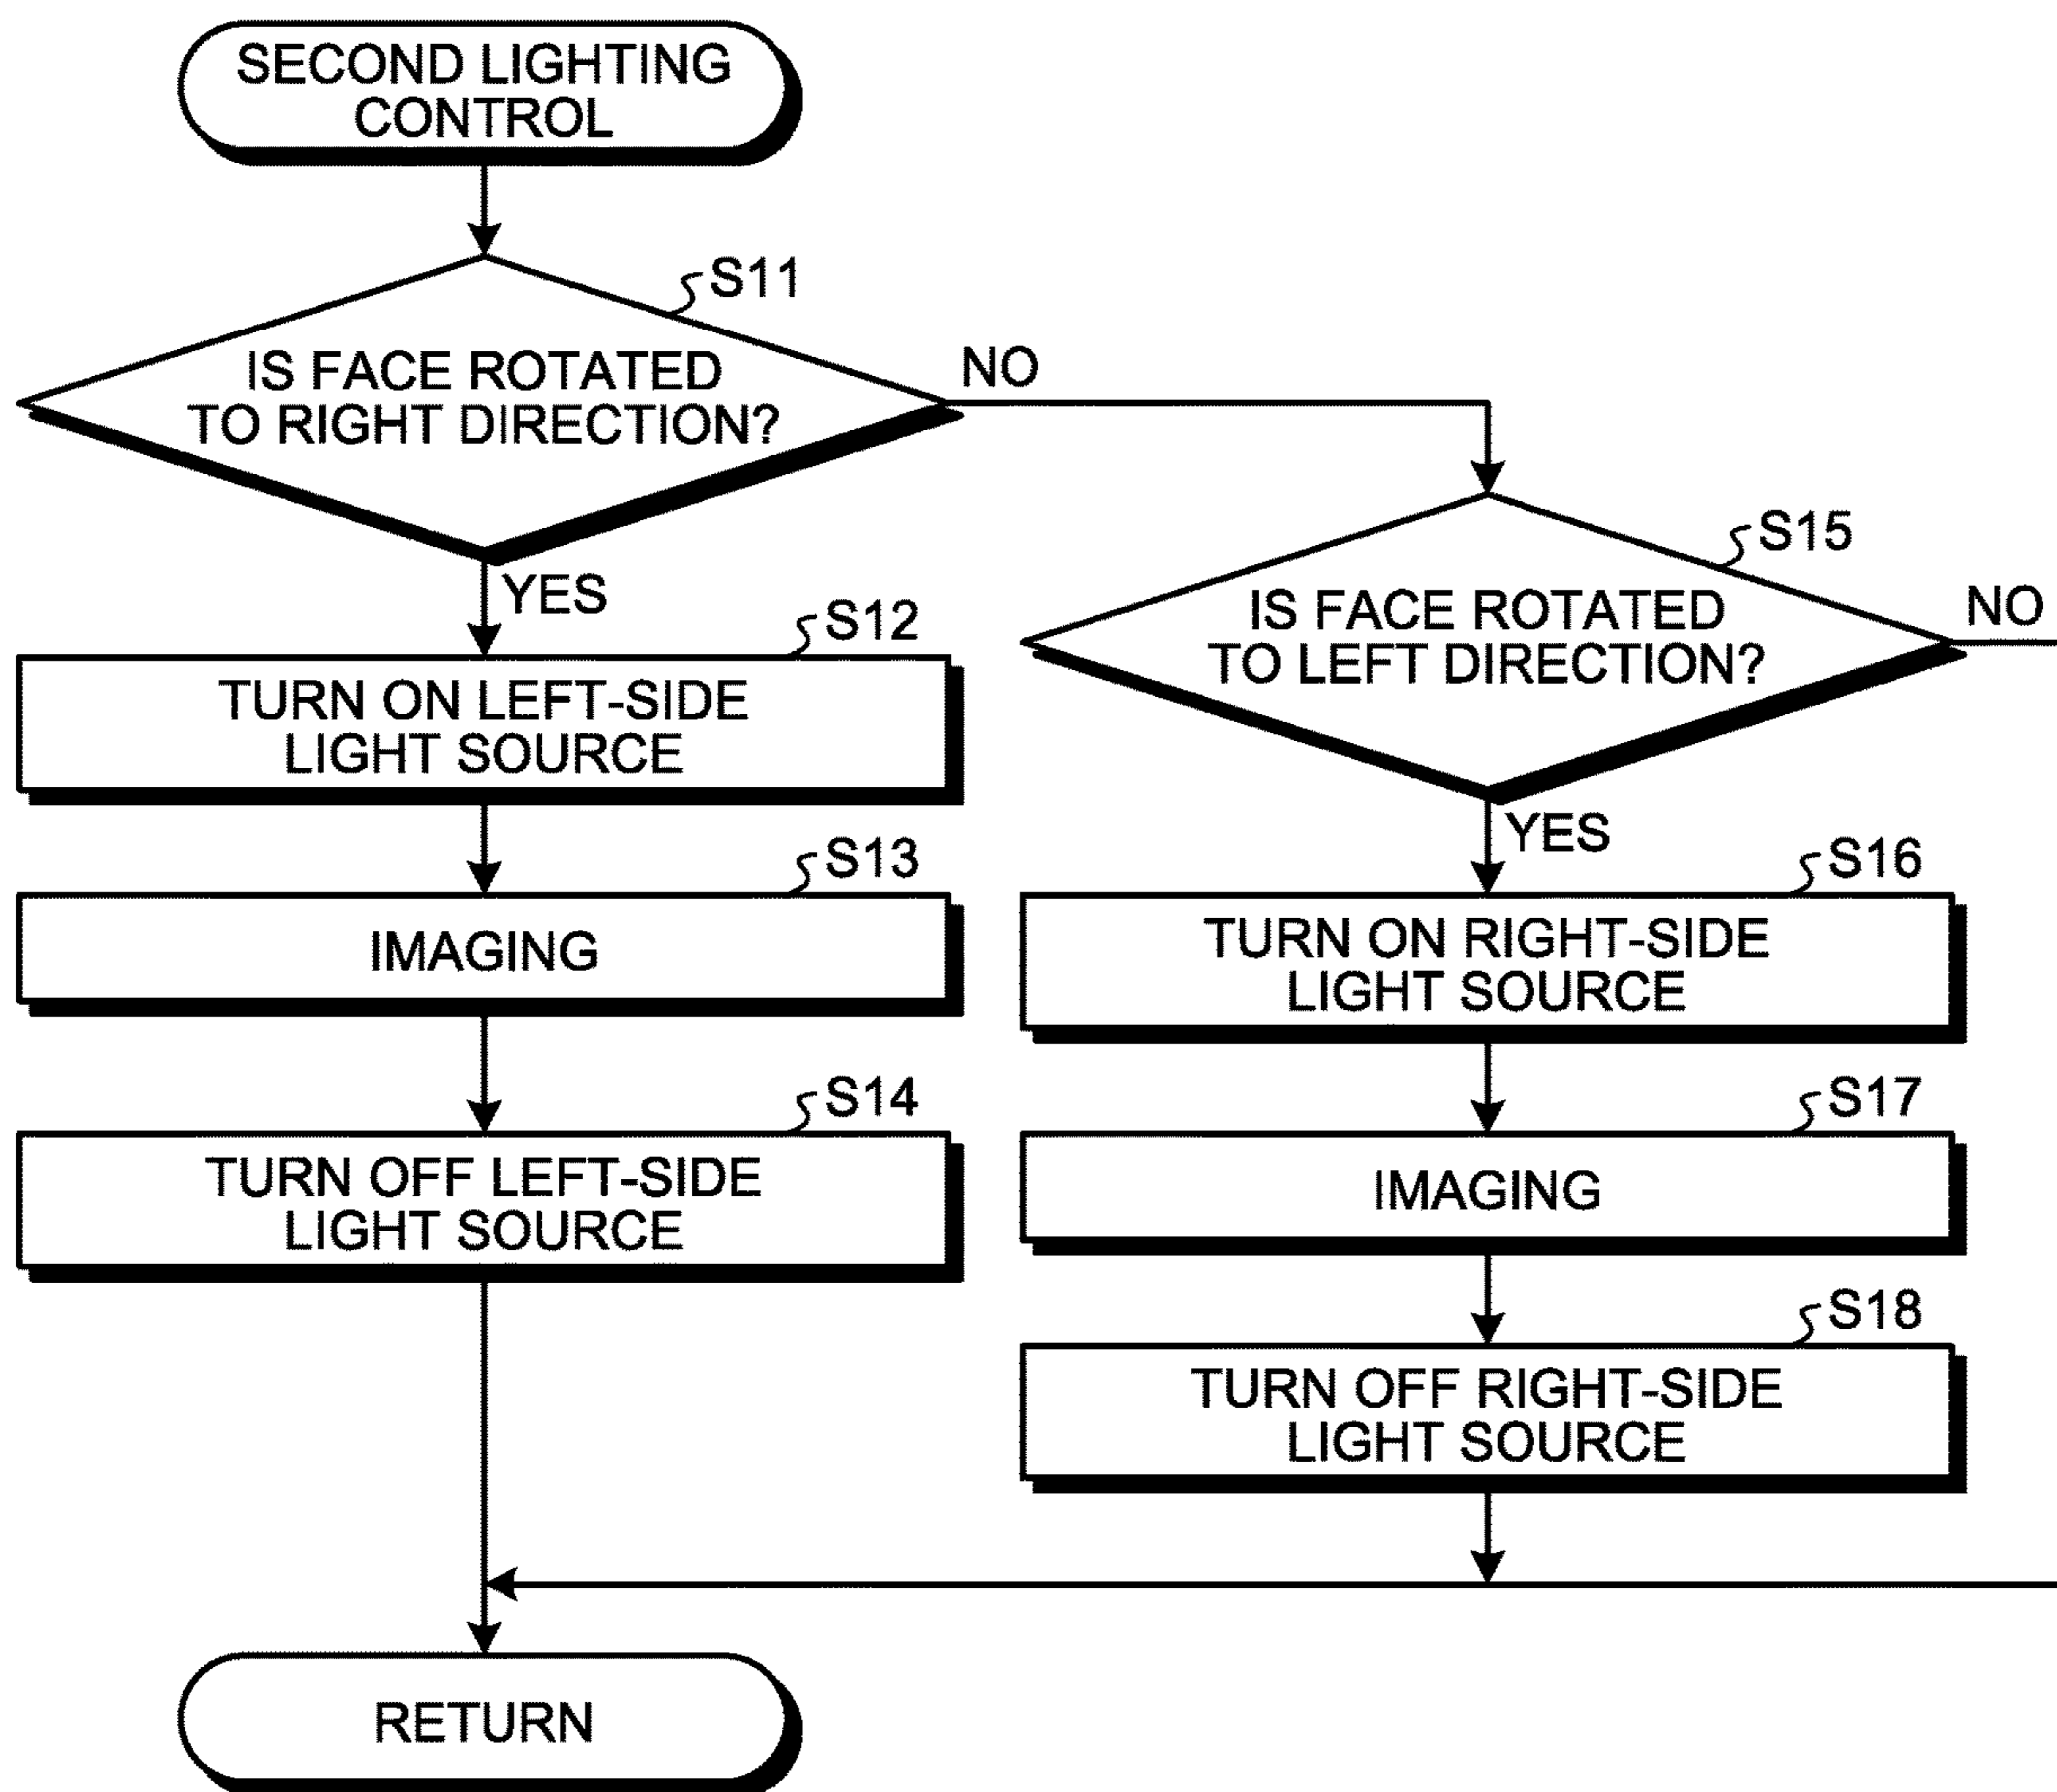 SECOND LIGHTING
CONTROL
S11
IS FACE ROTATED
TO RIGHT DIRECTION?
NO
YES
S12
TURN ON LEFT-SIDE
LIGHT SOURCE
S13
IMAGING
S14
TURN OFF LEFT-SIDE
LIGHT SOURCE
S15
IS FACE ROTATED
TO LEFT DIRECTION?
NO
YES
S16
TURN ON RIGHT-SIDE
LIGHT SOURCE
S17
IMAGING
S18
TURN OFF RIGHT-SIDE
LIGHT SOURCE
RETURN